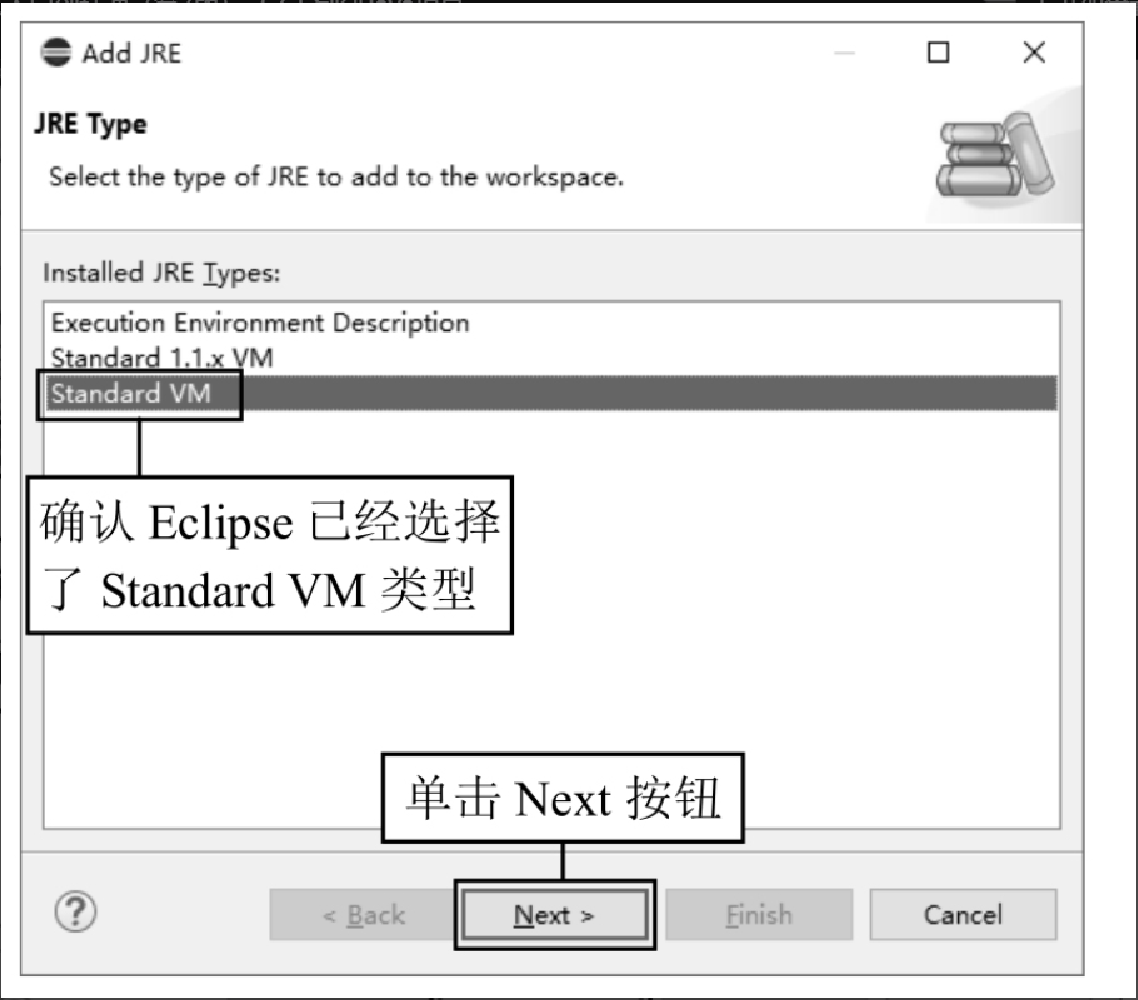 Add JRE
JRE Type
Select the type of JRE to add to the workspace.
Installed JRE Types:
Execution Environment Description
Standard 1.1.x VM
Standard VM
确认 Eclipse 已经选择
了 Standard VM 类型
单击 Next 按钮
< Back
Next >
Finish
Cancel